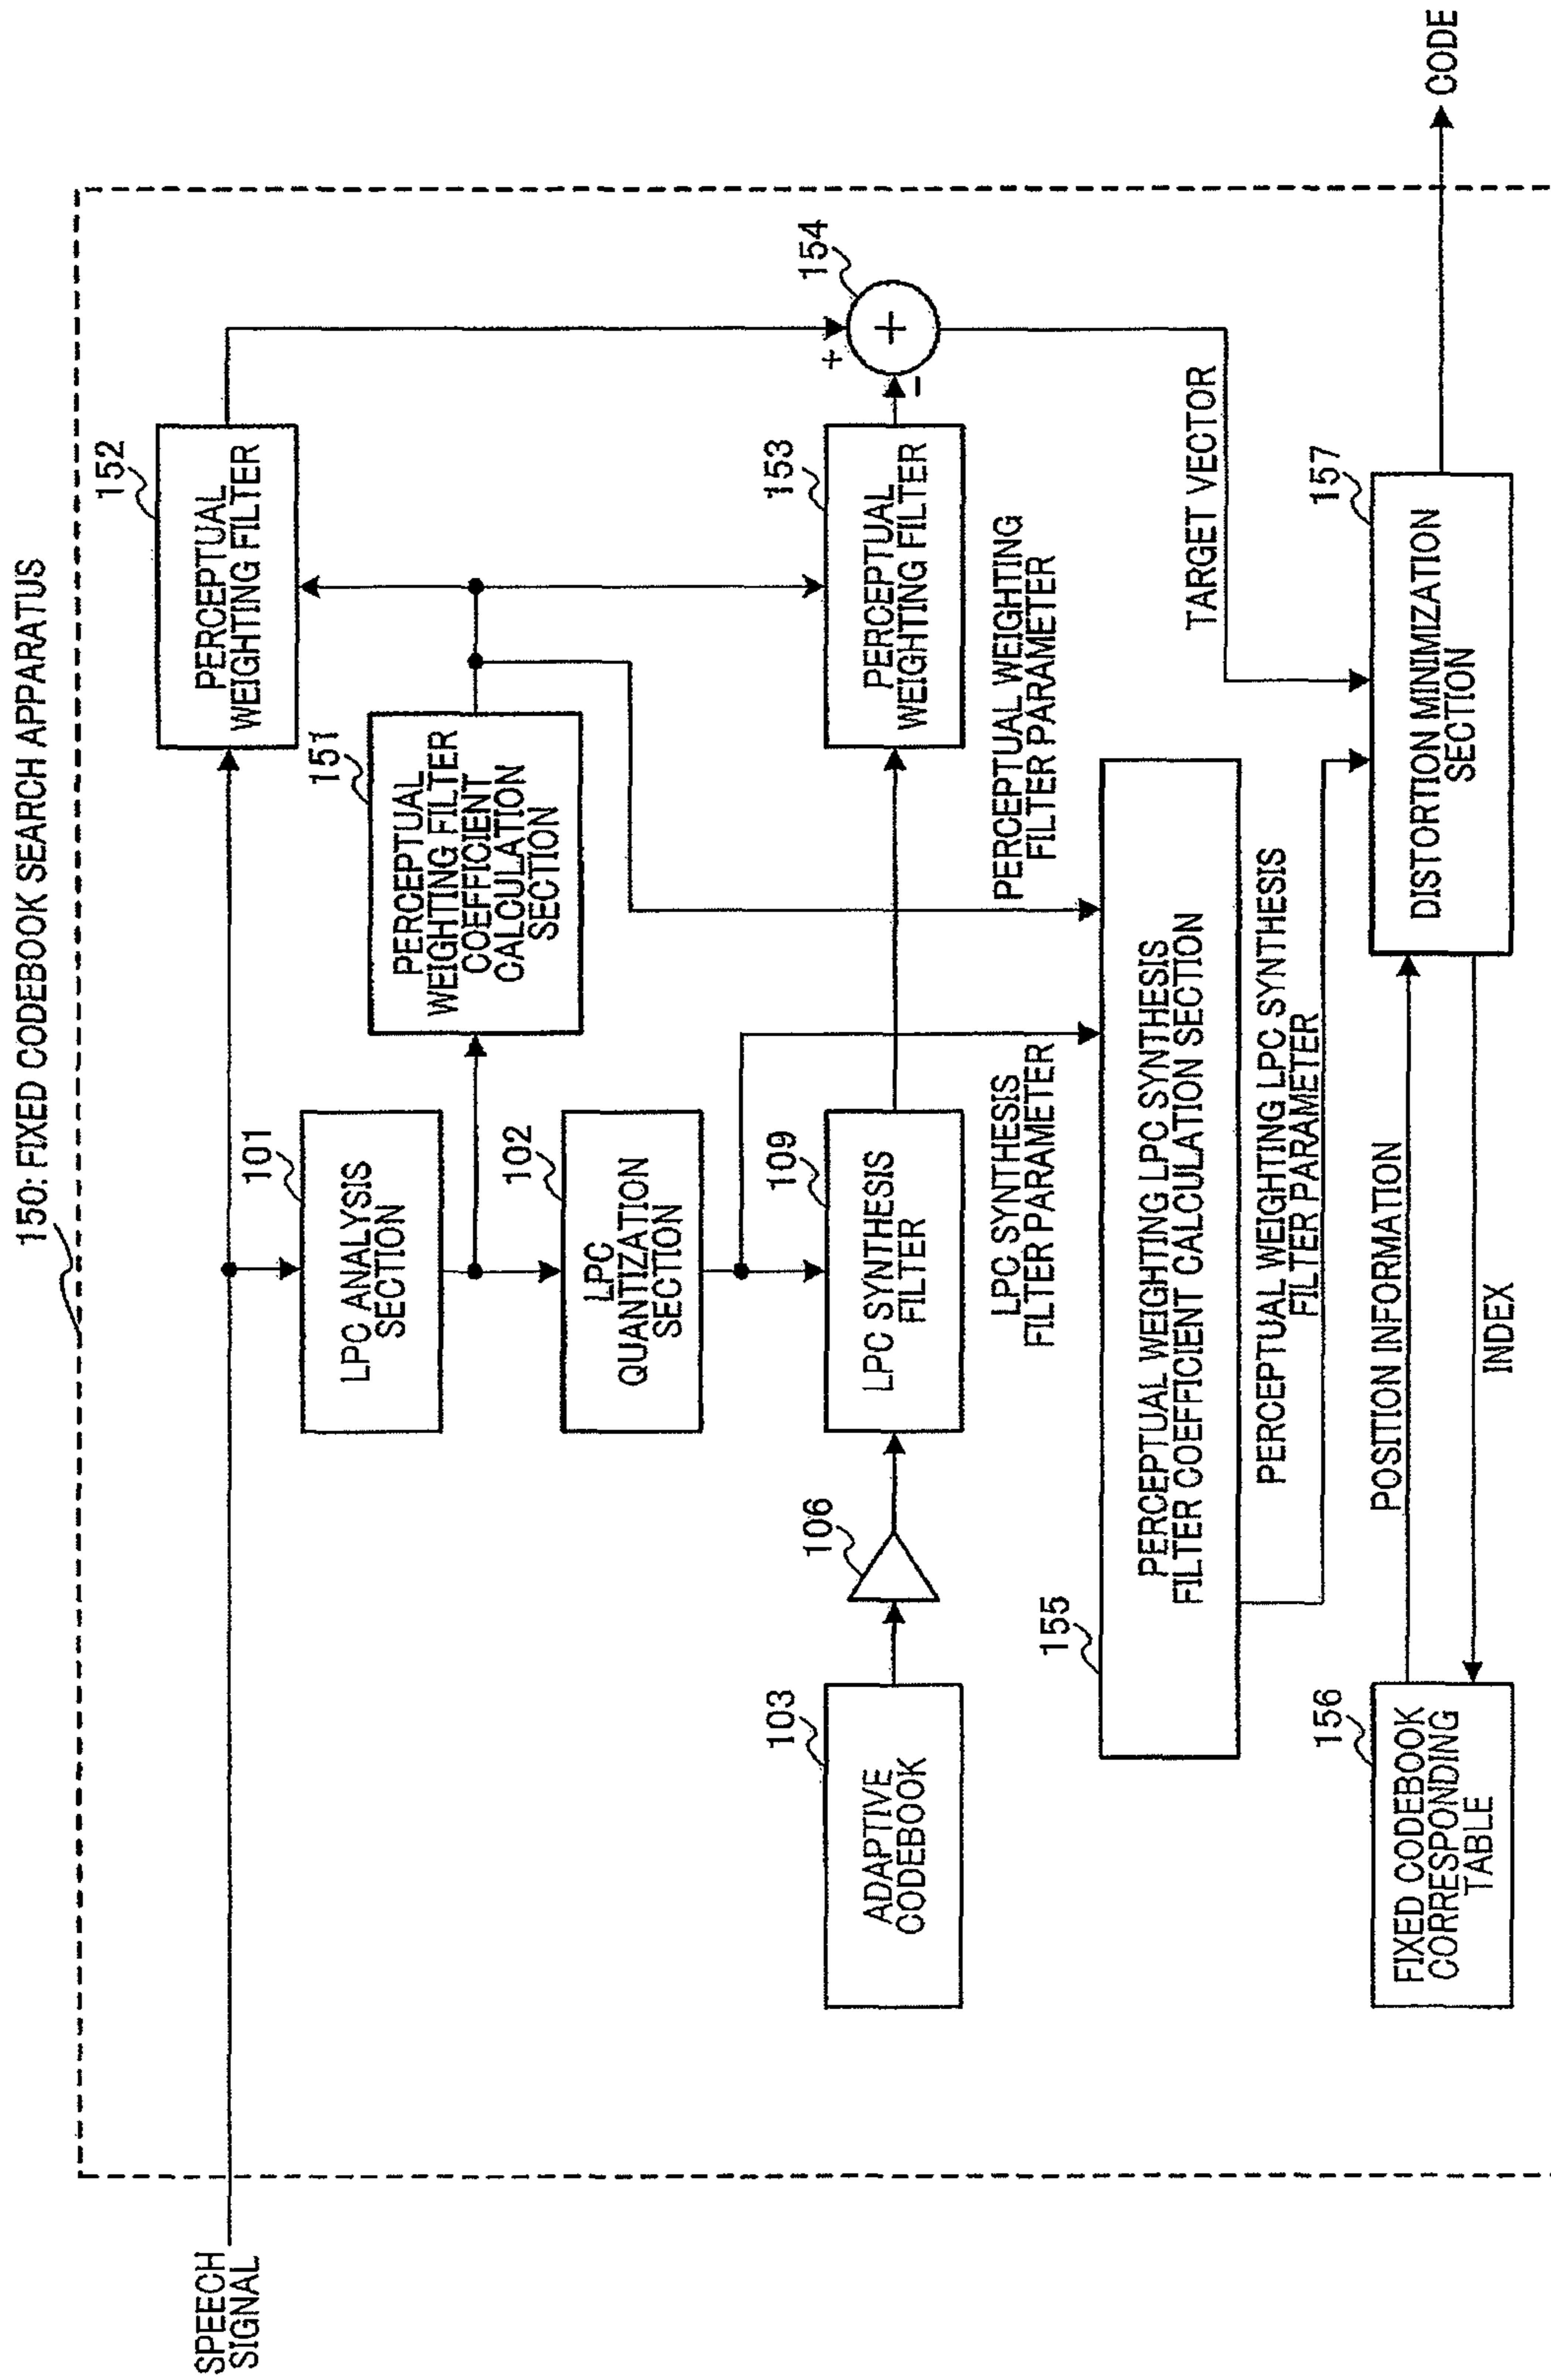 150: FIXED CODEBOOK SEARCH APPARATUS
SPEECH
SIGNAL
152
PERCEPTUAL
WEIGHTING FILTER
101
LPC ANALYSIS
SECTION
151
PERCEPTUAL
WEIGHTING FILTER
COEFFICIENT
CALCULATION
SECTION
102
LPC
QUANTIZATION
SECTION
103
ADAPTIVE
CODEBOOK
106
109
LPC SYNTHESIS
FILTER
153
PERCEPTUAL
WEIGHTING FILTER
154
+
+
-
LPC SYNTHESIS
FILTER PARAMETER
PERCEPTUAL WEIGHTING
FILTER PARAMETER
155
PERCEPTUAL WEIGHTING LPC SYNTHESIS
FILTER COEFFICIENT CALCULATION SECTION
TARGET VECTOR
PERCEPTUAL WEIGHTING LPC SYNTHESIS
FILTER PARAMETER
156
FIXED CODEBOOK
CORRESPONDING
TABLE
POSITION INFORMATION
INDEX
157
DISTORTION MINIMIZATION
SECTION
CODE